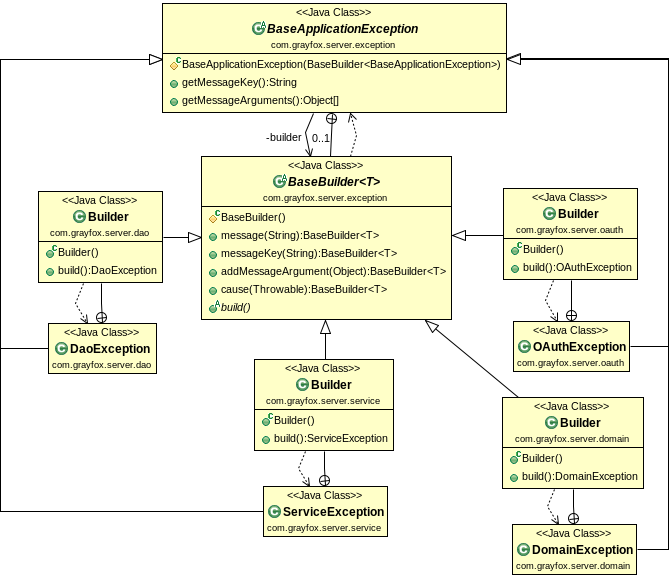 <<Java Class>>
BaseApplicationException
com.grayfox.server.exception
BaseApplicationException(BaseBuilder<BaseApplicationException>)
getMessageKey():String
getMessageArguments():Object[]
-builder
0..1
<<Java Class>>
BaseBuilder<T>
com.grayfox.server.exception
BaseBuilder()
message(String):BaseBuilder<T>
messageKey(String):BaseBuilder<T>
addMessageArgument(Object):BaseBuilder<T>
cause(Throwable):BaseBuilder<T>
build()
<<Java Class>>
Builder
com.grayfox.server.dao
Builder()
build():DaoException
<<Java Class>>
DaoException
com.grayfox.server.dao
<<Java Class>>
Builder
com.grayfox.server.oauth
Builder()
build():OAuthException
<<Java Class>>
OAuthException
com.grayfox.server.oauth
<<Java Class>>
Builder
com.grayfox.server.service
Builder()
build():ServiceException
<<Java Class>>
ServiceException
com.grayfox.server.service
<<Java Class>>
Builder
com.grayfox.server.domain
Builder()
build():DomainException
<<Java Class>>
DomainException
com.grayfox.server.domain